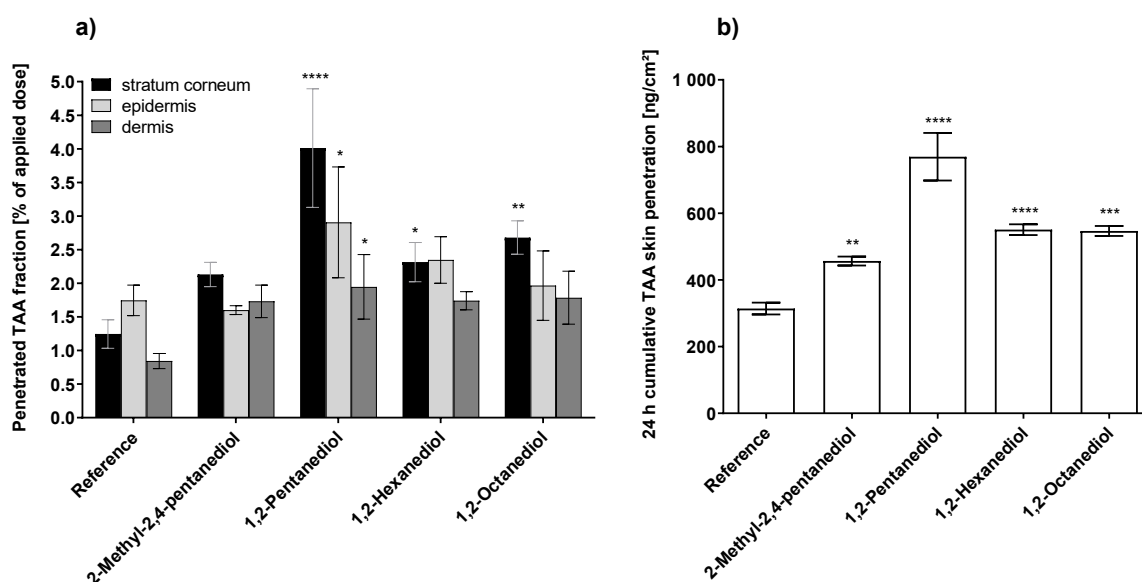 a)
Penetrated TAA fraction [% of applied dose]
5.0
4.5
4.0
3.5
3.0
2.5
2.0
1.5
1.0
0.5
0.0
stratum corneum
epidermis
dermis
****
*
*
*
**
Reference
2-Methyl-2,4-pentanediol
1,2-Pentanediol
1,2-Hexanediol
1,2-Octanediol
b)
24 h cumulative TAA skin penetration [ng/cm²]
1 000
800
600
400
200
0
**
****
****
***
Reference
2-Methyl-2,4-pentanediol
1,2-Pentanediol
1,2-Hexanediol
1,2-Octanediol